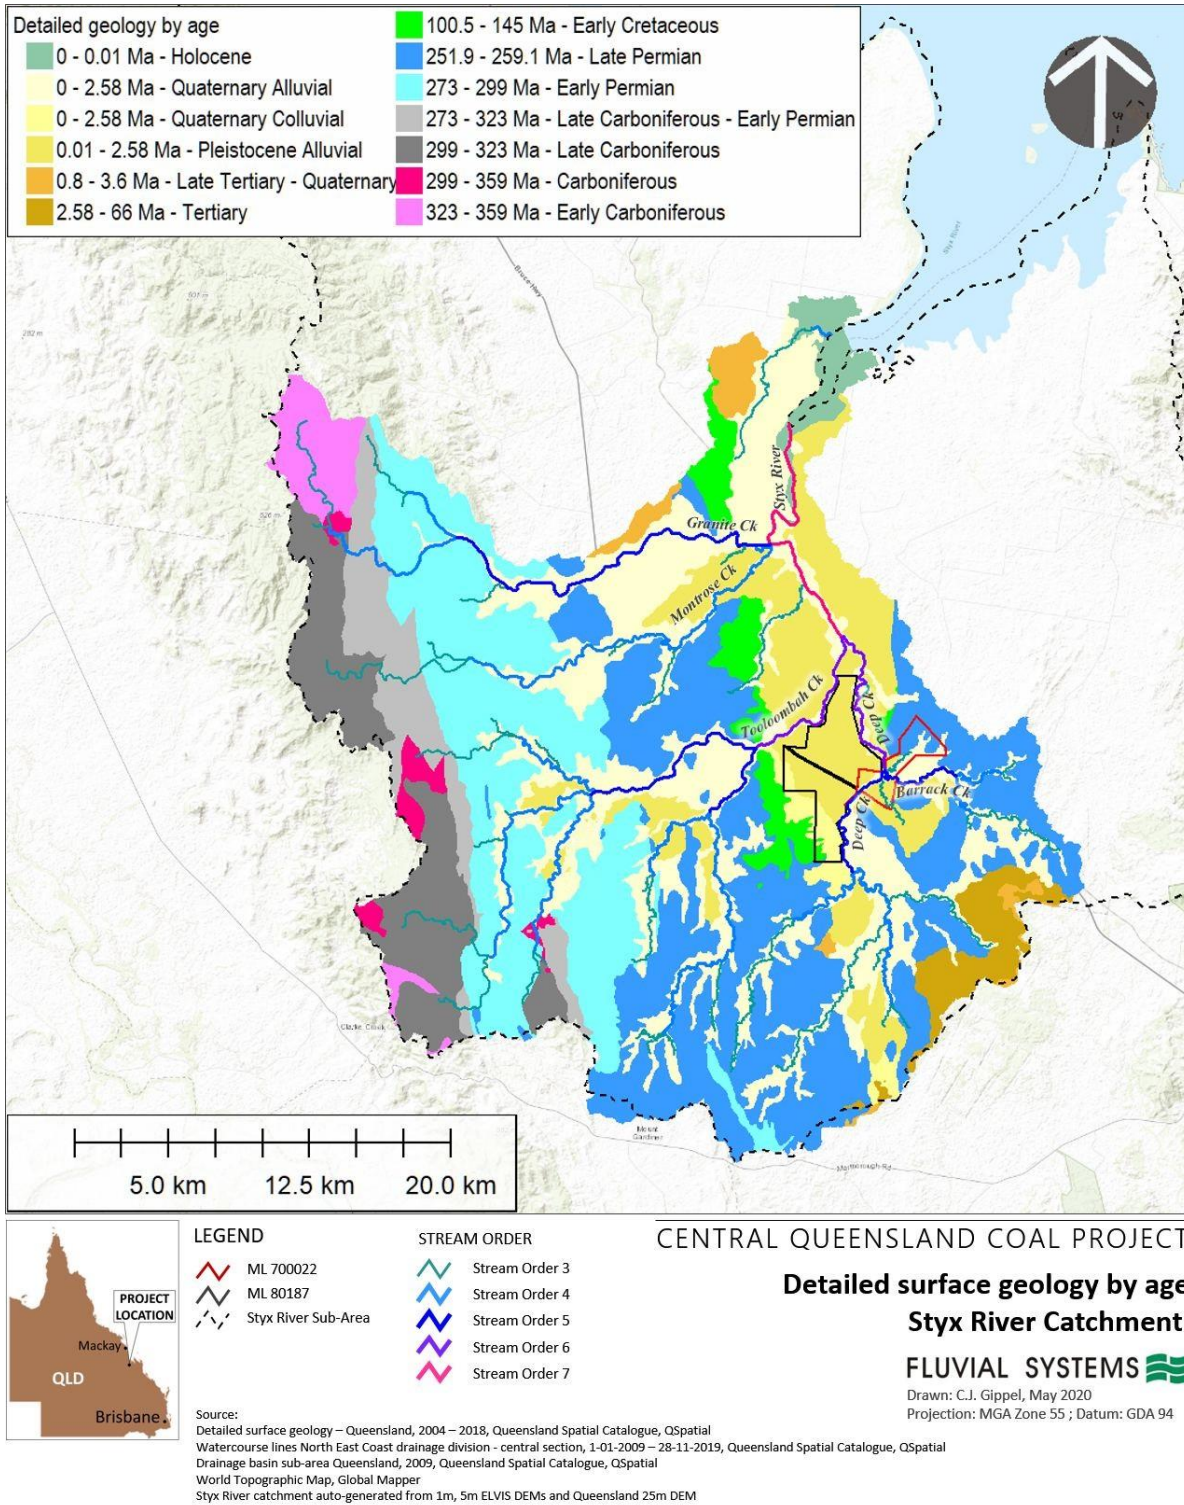 Detailed geology by age
0 - 0.01 Ma - Holocene
0 - 2.58 Ma - Quaternary Alluvial
0 - 2.58 Ma - Quaternary Colluvial
0.01 - 2.58 Ma - Pleistocene Alluvial
0.8 - 3.6 Ma - Late Tertiary - Quaternary
2.58 - 66 Ma - Tertiary
100.5 - 145 Ma - Early Cretaceous
251.9 - 259.1 Ma - Late Permian
273 - 299 Ma - Early Permian
273 - 323 Ma - Late Carboniferous - Early Permian
299 - 323 Ma - Late Carboniferous
299 - 359 Ma - Carboniferous
323 - 359 Ma - Early Carboniferous
Styx River
Bruce Hwy
Styx River
Granite Ck
Montrose Ck
Tooloombah Ck
Deep Ck
Barrack Ck
Deep Ck
Clarke Creek
Mount
Gardiner
Marlborough Rd
5.0 km 12.5 km 20.0 km
PROJECT
LOCATION
Mackay
QLD
Brisbane
LEGEND
ML 700022
ML 80187
Styx River Sub-Area
STREAM ORDER
Stream Order 3
Stream Order 4
Stream Order 5
Stream Order 6
Stream Order 7
CENTRAL QUEENSLAND COAL PROJECT
Detailed surface geology by age
Styx River Catchment
FLUVIAL SYSTEMS
Drawn: C.J. Gippel, May 2020
Projection: MGA Zone 55 ; Datum: GDA 94
Source:
Detailed surface geology – Queensland, 2004 – 2018, Queensland Spatial Catalogue, QSpatial
Watercourse lines North East Coast drainage division - central section, 1-01-2009 – 28-11-2019, Queensland Spatial Catalogue, QSpatial
Drainage basin sub-area Queensland, 2009, Queensland Spatial Catalogue, QSpatial
World Topographic Map, Global Mapper
Styx River catchment auto-generated from 1m, 5m ELVIS DEMs and Queensland 25m DEM